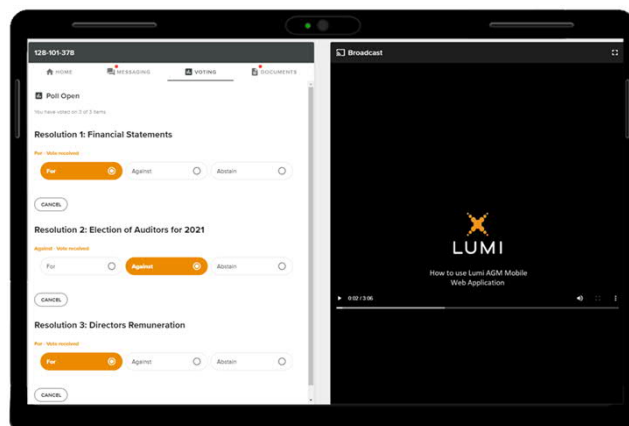 128-101-378
HOME
MESSAGING
VOTING
DOCUMENTS
Poll Open
You have voted on 3 of 3 items
Resolution 1: Financial Statements
For - Vote received
For
Against
Abstain
CANCEL
Resolution 2: Election of Auditors for 2021
Against - Vote received
For
Against
Abstain
CANCEL
Resolution 3: Directors Remuneration
For - Vote received
For
Against
Abstain
CANCEL
Broadcast
LUMI
How to use Lumi AGM Mobile
Web Application
0:02 / 3:06